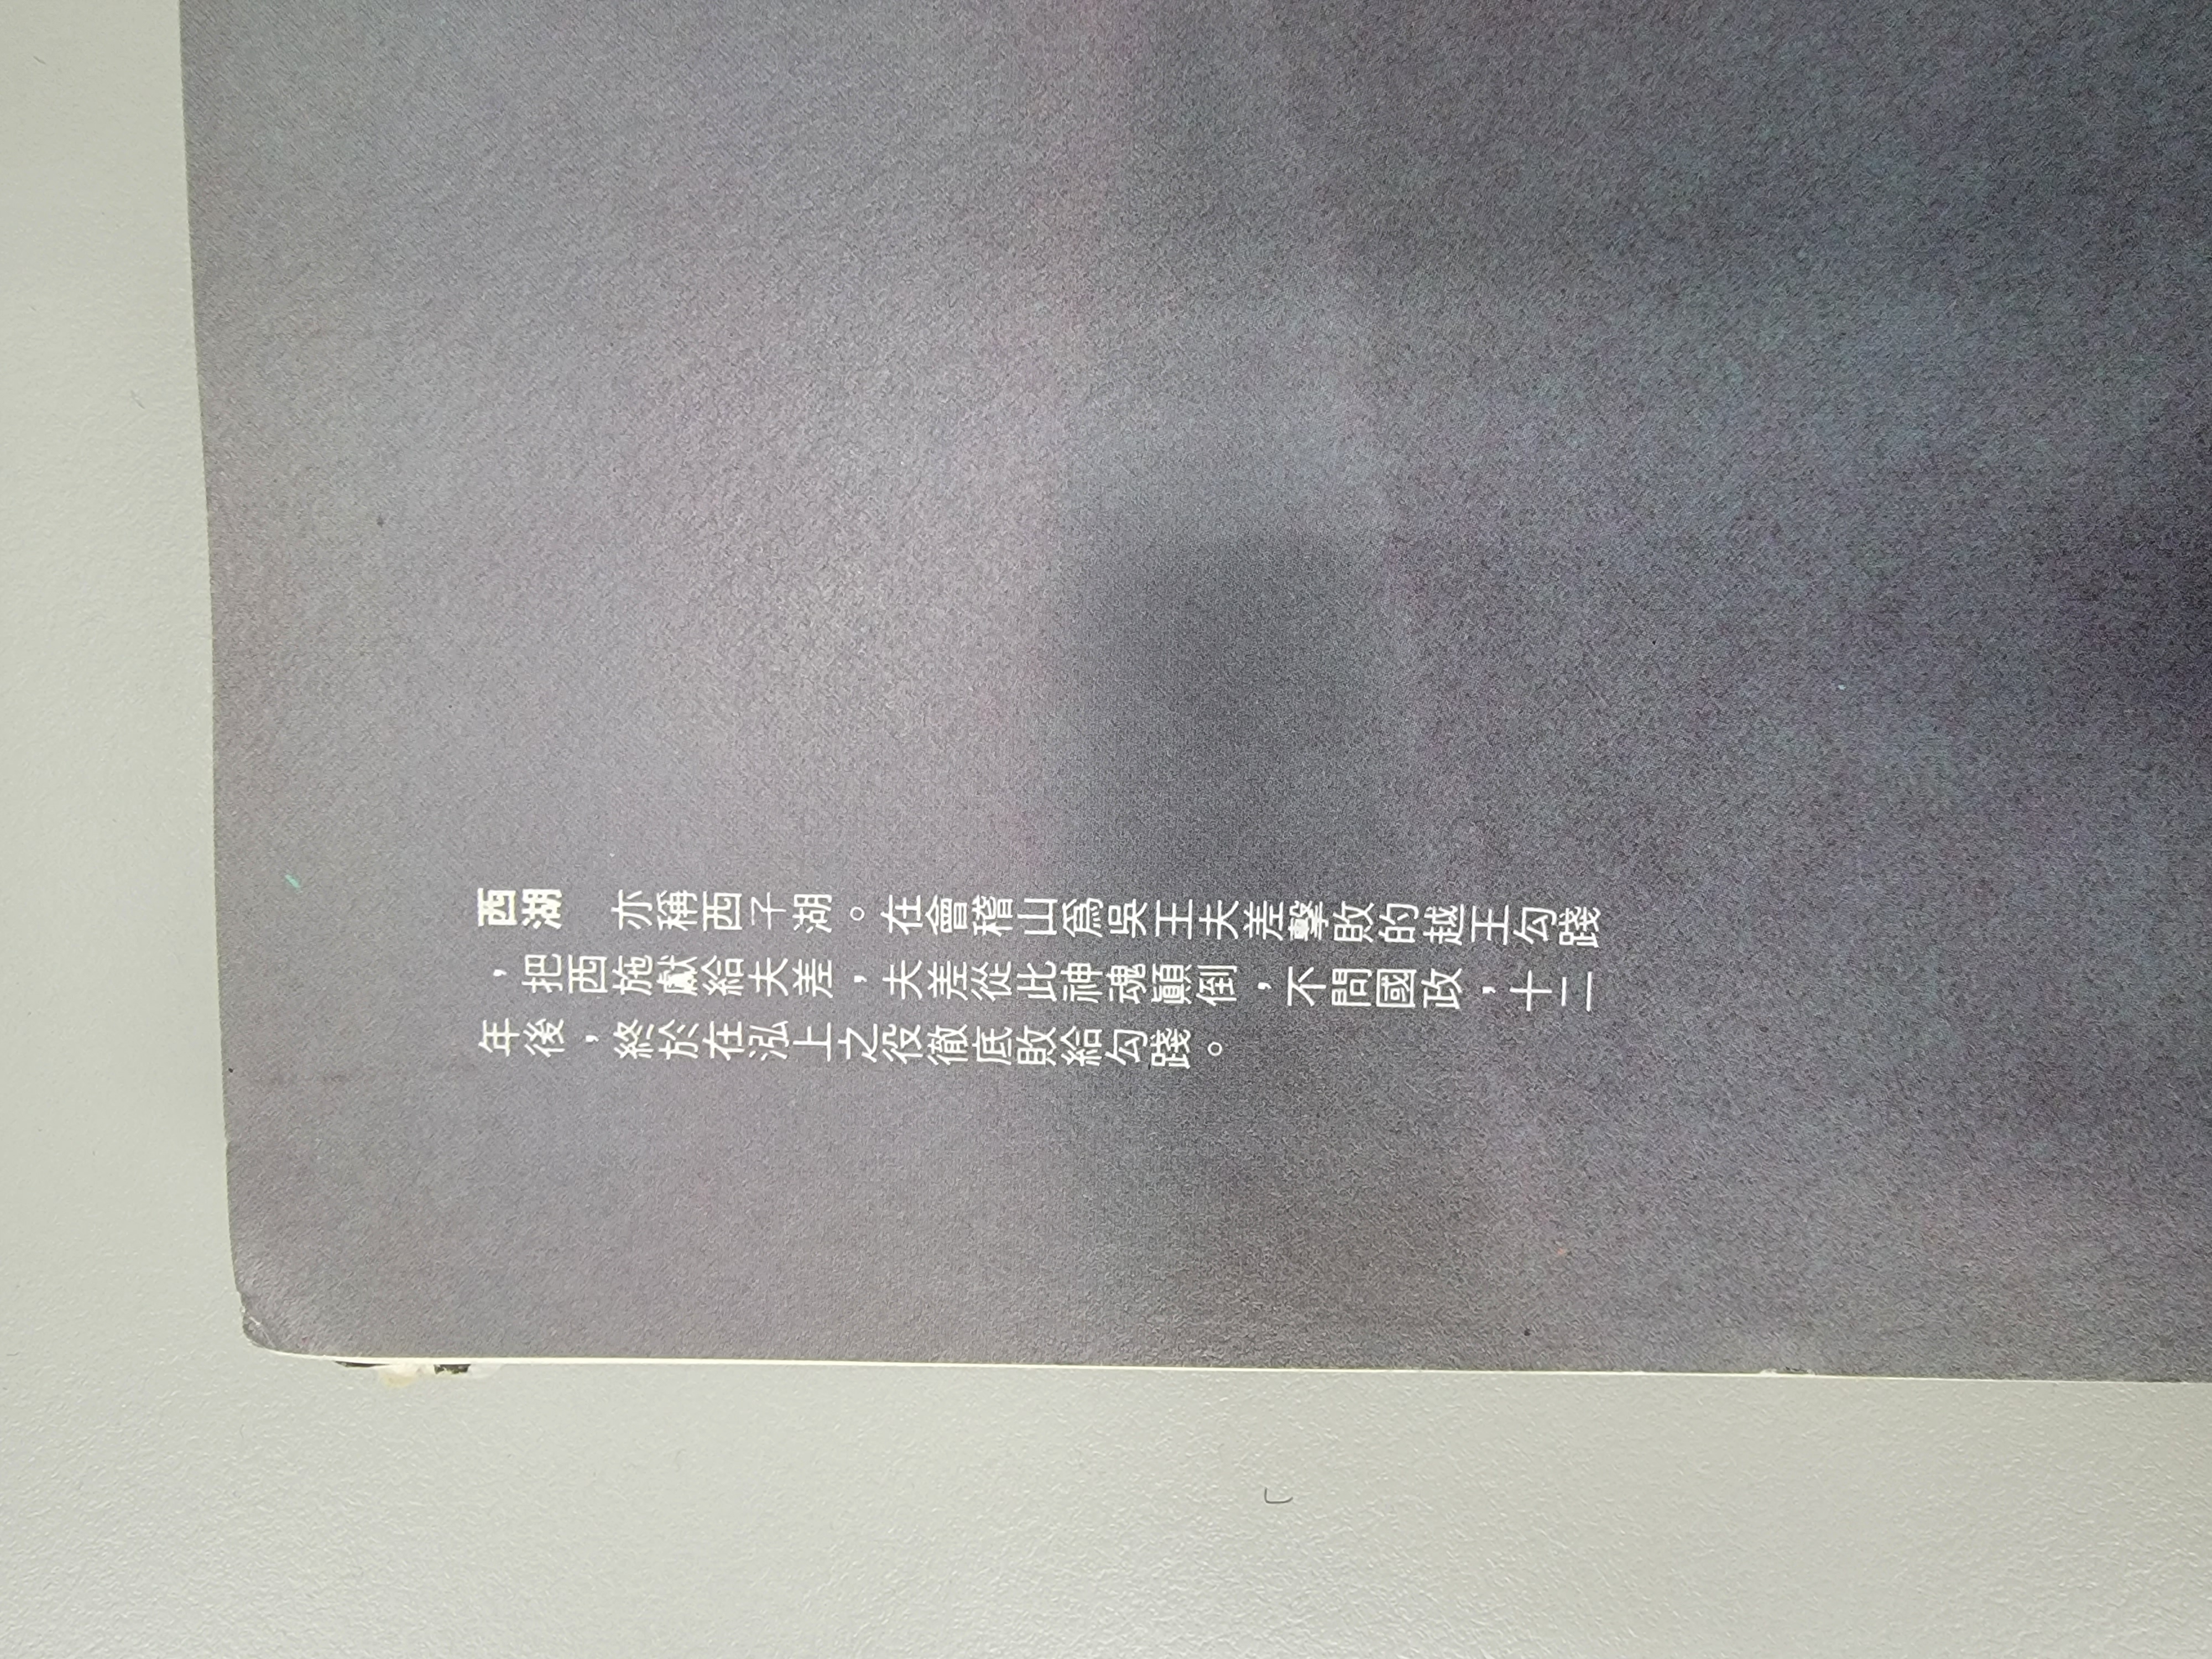 西湖　亦稱西子湖。在會稽山爲吳王夫差擊敗的越王勾踐
，把西施獻給夫差，夫差從此神魂顚倒，不問國政，十二
年後，終於在泓上之役徹底敗給勾踐。